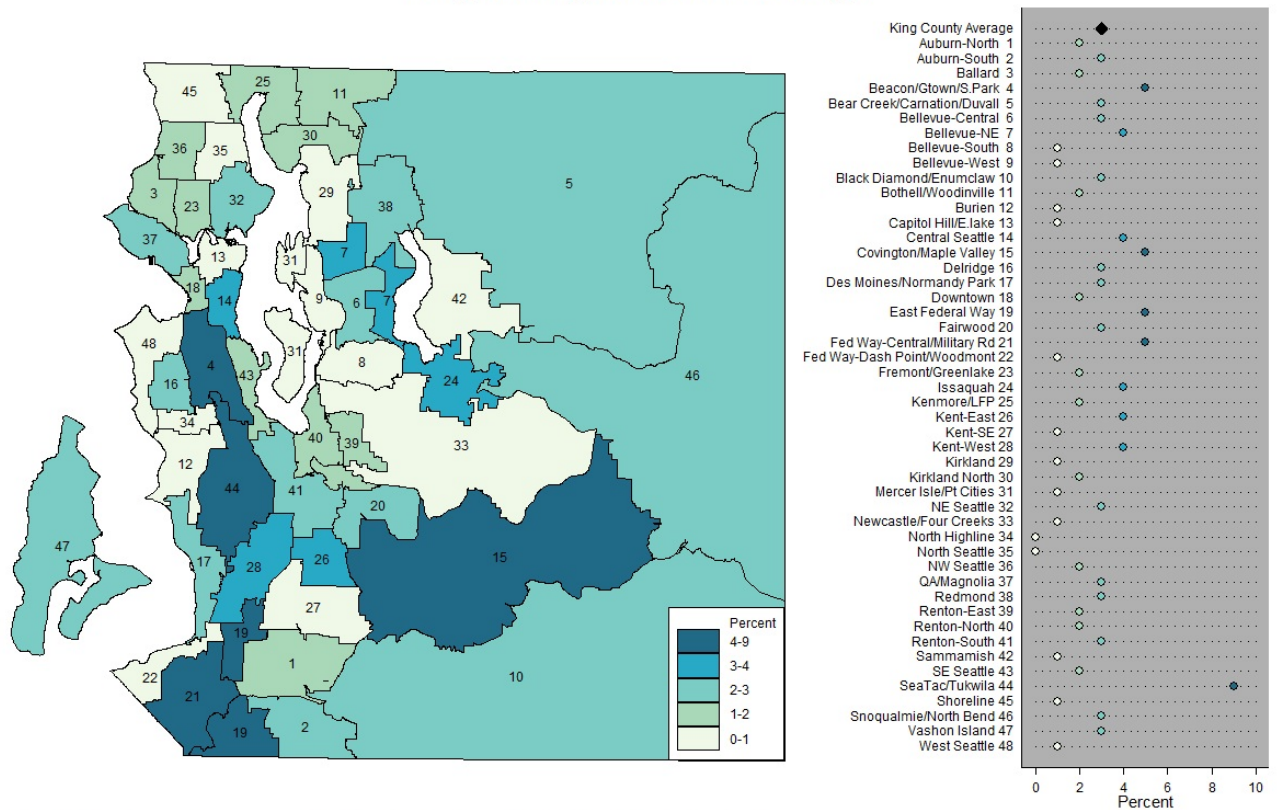 45
25
11
36
35
30
3
23
32
29
5
38
37
13
7
31
18
14
9
6
7
42
48
31
8
46
4
16
43
24
34
40
39
33
12
44
41
20
47
17
28
26
15
27
19
1
22
21
10
19
2
Percent
4-9
3-4
2-3
1-2
0-1
King County Average
Auburn-North 1
Auburn-South 2
Ballard 3
Beacon/Gtown/S.Park 4
Bear Creek/Carnation/Duvall 5
Bellevue-Central 6
Bellevue-NE 7
Bellevue-South 8
Bellevue-West 9
Black Diamond/Enumclaw 10
Bothell/Woodinville 11
Burien 12
Capitol Hill/E.lake 13
Central Seattle 14
Covington/Maple Valley 15
Delridge 16
Des Moines/Normandy Park 17
Downtown 18
East Federal Way 19
Fairwood 20
Fed Way-Central/Military Rd 21
Fed Way-Dash Point/Woodmont 22
Fremont/Greenlake 23
Issaquah 24
Kenmore/LFP 25
Kent-East 26
Kent-SE 27
Kent-West 28
Kirkland 29
Kirkland North 30
Mercer Isle/Pt Cities 31
NE Seattle 32
Newcastle/Four Creeks 33
North Highline 34
North Seattle 35
NW Seattle 36
QA/Magnolia 37
Redmond 38
Renton-East 39
Renton-North 40
Renton-South 41
Sammamish 42
SE Seattle 43
SeaTac/Tukwila 44
Shoreline 45
Snoqualmie/North Bend 46
Vashon Island 47
West Seattle 48
0 2 4 6 8 10
Percent